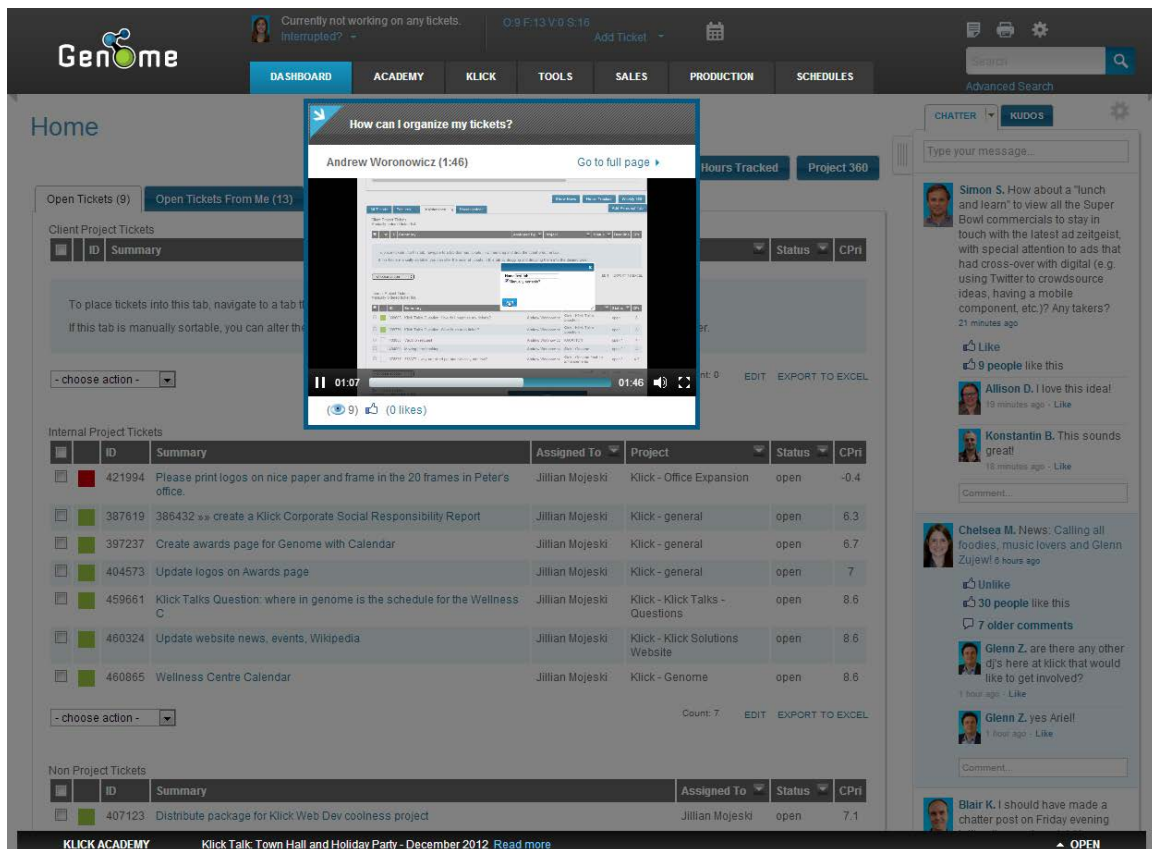 Genome
Currently not working on any tickets.
Interrupted?
O:9 F:13 V:0 S:16
Add Ticket
Search
Advanced Search
DASHBOARD
ACADEMY
KLICK
TOOLS
SALES
PRODUCTION
SCHEDULES
Home
How can I organize my tickets?
Andrew Woronowicz (1:46)
Go to full page
01:07
01:46
(9)
(0 likes)
Hours Tracked
Project 360
Open Tickets (9)
Open Tickets From Me (13)
Client Project Tickets
ID Summary Status CPri
To place tickets into this tab, navigate to a tab
If this tab is manually sortable, you can alter the
er.
- choose action -
nt: 0 EDIT EXPORT TO EXCEL
Internal Project Tickets
ID Summary Assigned To Project Status CPri
421994 Please print logos on nice paper and frame in the 20 frames in Peter's Jillian Mojeski Klick - Office Expansion open -0.4
office.
387619 386432 »» create a Klick Corporate Social Responsibility Report Jillian Mojeski Klick - general open 6.3
397237 Create awards page for Genome with Calendar Jillian Mojeski Klick - general open 6.7
404573 Update logos on Awards page Jillian Mojeski Klick - general open 7
459661 Klick Talks Question: where in genome is the schedule for the Wellness Jillian Mojeski Klick - Klick Talks - open 8.6
C Questions
460324 Update website news, events, Wikipedia Jillian Mojeski Klick - Klick Solutions open 8.6
Website
460865 Wellness Centre Calendar Jillian Mojeski Klick - Genome open 8.6
- choose action -
Count: 7 EDIT EXPORT TO EXCEL
Non Project Tickets
ID Summary Assigned To Status CPri
407123 Distribute package for Klick Web Dev coolness project Jillian Mojeski open 7.1
CHATTER
KUDOS
Type your message...
Simon S. How about a "lunch
and learn" to view all the Super
Bowl commercials to stay in
touch with the latest ad zeitgeist,
with special attention to ads that
had cross-over with digital (e.g.
using Twitter to crowdsource
ideas, having a mobile
component, etc.)? Any takers?
21 minutes ago
Like
9 people like this
Allison D. I love this idea!
19 minutes ago - Like
Konstantin B. This sounds
great!
18 minutes ago - Like
Comment...
Chelsea M. News: Calling all
foodies, music lovers and Glenn
Zujew! 6 hours ago
Unlike
30 people like this
7 older comments
Glenn Z. are there any other
dj's here at klick that would
like to get involved?
1 hour ago - Like
Glenn Z. yes Ariel!
1 hour ago - Like
Comment...
Blair K. I should have made a
chatter post on Friday evening
KLICK ACADEMY
Klick Talk: Town Hall and Holiday Party - December 2012 Read more
OPEN